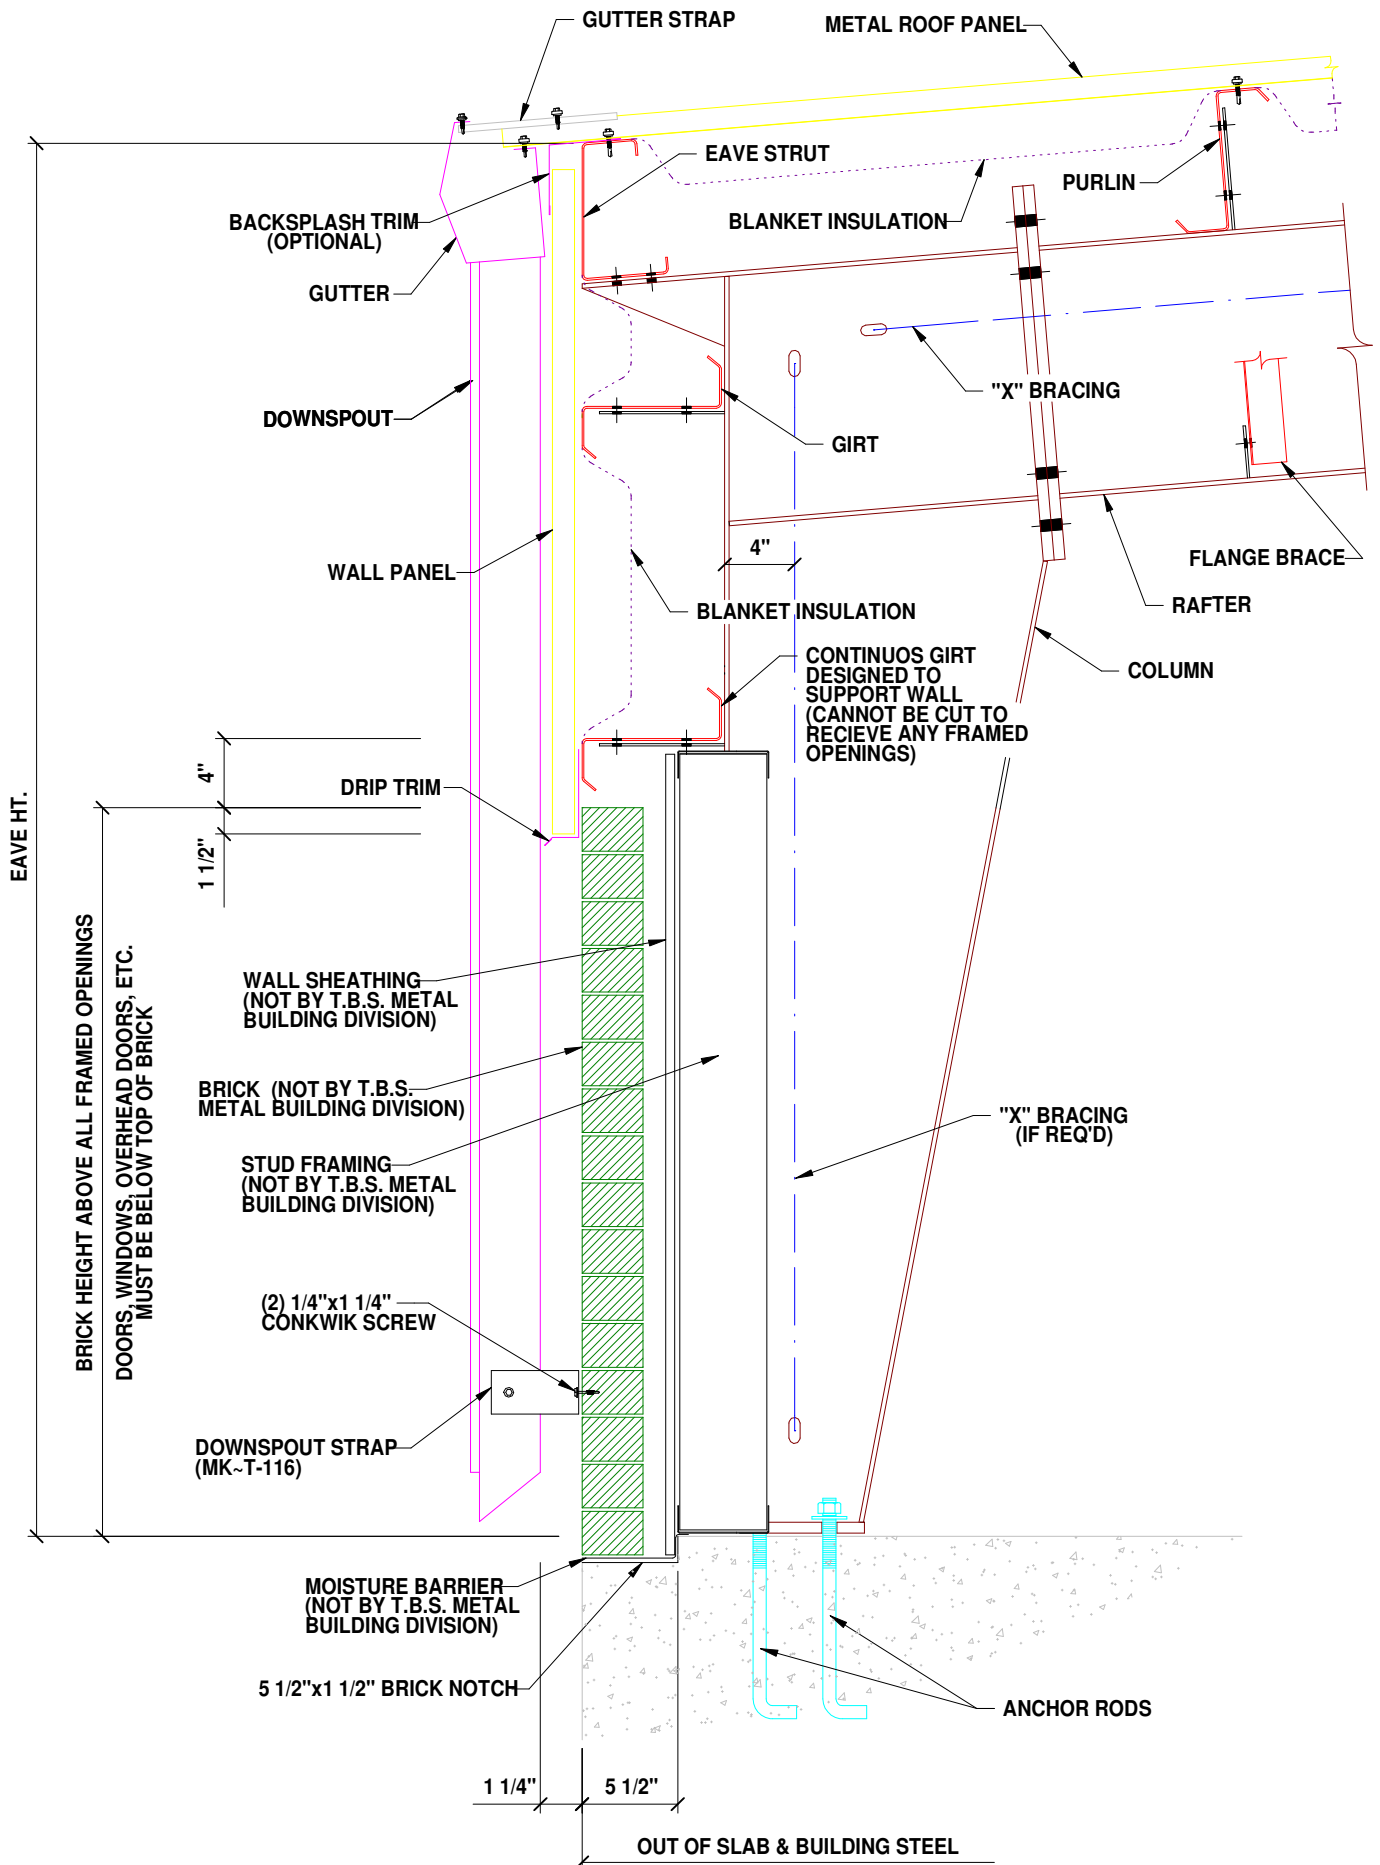 GUTTER STRAP
METAL ROOF PANEL
EAVE STRUT
PURLIN
BACKSPLASH TRIM
(OPTIONAL)
BLANKET INSULATION
GUTTER
"X" BRACING
DOWNSPOUT
GIRT
4"
FLANGE BRACE
WALL PANEL
RAFTER
BLANKET INSULATION
CONTINUOS GIRT
DESIGNED TO
SUPPORT WALL
(CANNOT BE CUT TO
RECIEVE ANY FRAMED
OPENINGS)
COLUMN
4"
DRIP TRIM
EAVE HT.
1 1/2"
BRICK HEIGHT ABOVE ALL FRAMED OPENINGS
DOORS, WINDOWS, OVERHEAD DOORS, ETC.
MUST BE BELOW TOP OF BRICK
WALL SHEATHING
(NOT BY T.B.S. METAL
BUILDING DIVISION)
BRICK (NOT BY T.B.S.
METAL BUILDING DIVISION)
"X" BRACING
(IF REQ'D)
STUD FRAMING
(NOT BY T.B.S. METAL
BUILDING DIVISION)
(2) 1/4"x1 1/4"
CONKWIK SCREW
DOWNSPOUT STRAP
(MK~T-116)
MOISTURE BARRIER
(NOT BY T.B.S. METAL
BUILDING DIVISION)
5 1/2"x1 1/2" BRICK NOTCH
ANCHOR RODS
1 1/4"
5 1/2"
OUT OF SLAB & BUILDING STEEL